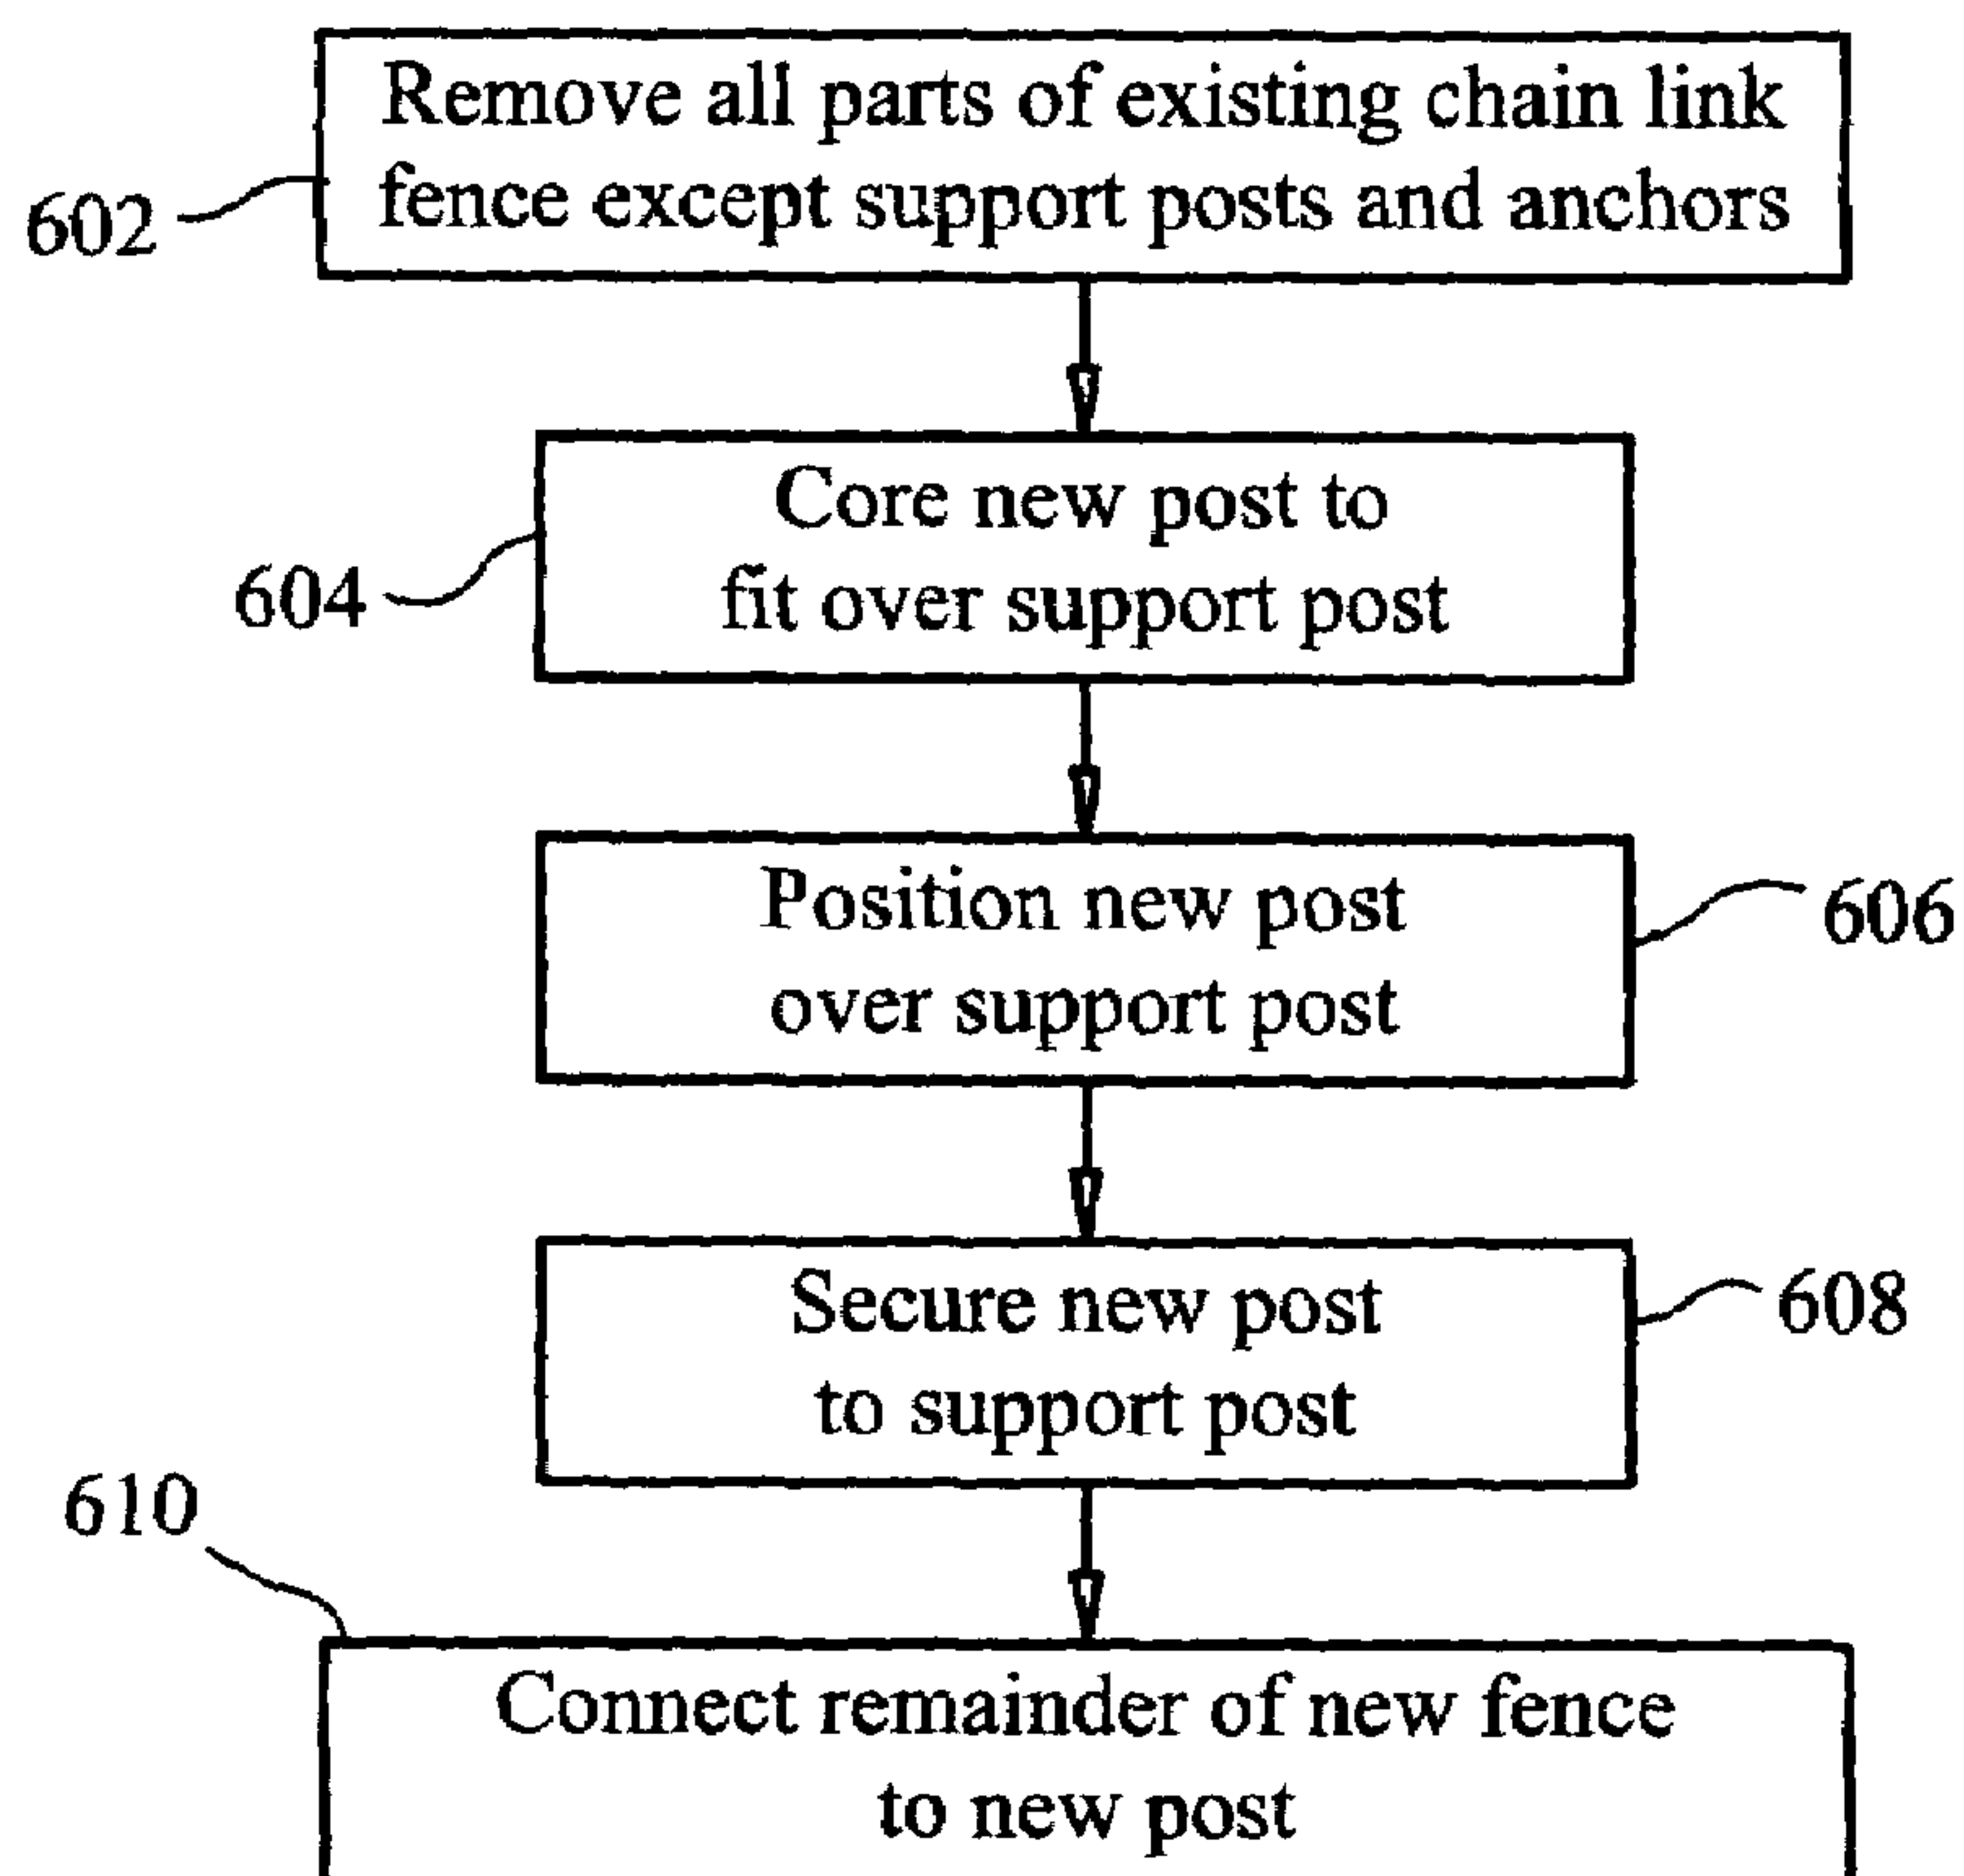 Remove all parts of existing chain link
fence except support posts and anchors
602
Core new post to
fit over support post
604
Position new post
over support post
606
Secure new post
to support post
608
610
Connect remainder of new fence
to new post